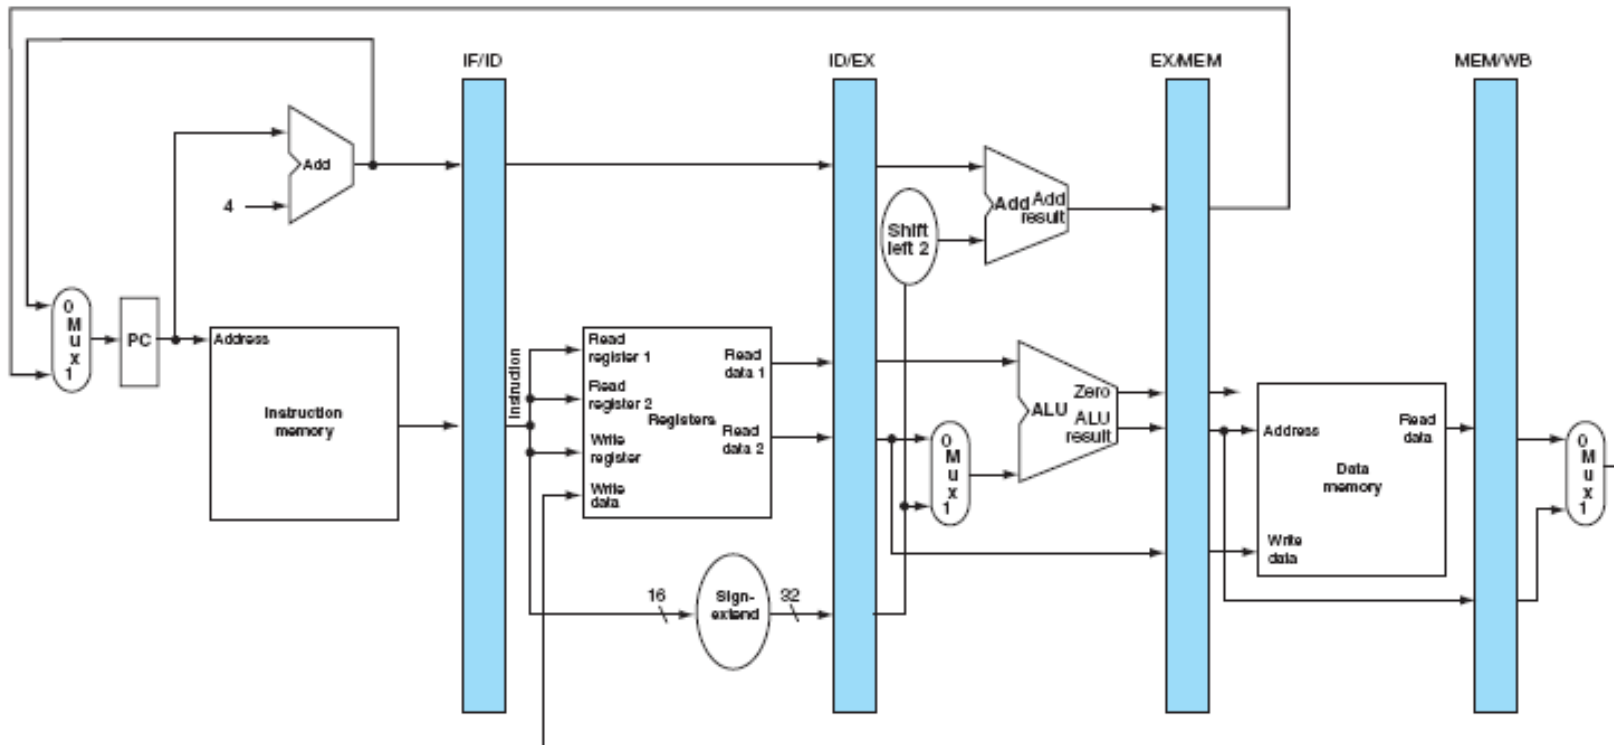 IF/ID
ID/EX
EX/MEM
MEM/WB
Add
4
Shift
left 2
Add Add
result
0
M
u
x
1
PC
Address
Instruction
memory
Instruction
Read
register 1
Read
register 2
Write
register
Write
data
Registers
Read
data 1
Read
data 2
16
Sign-
extend
32
0
M
u
x
1
Zero
ALU
ALU
result
Address
Read
data
Data
memory
Write
data
0
M
u
x
1